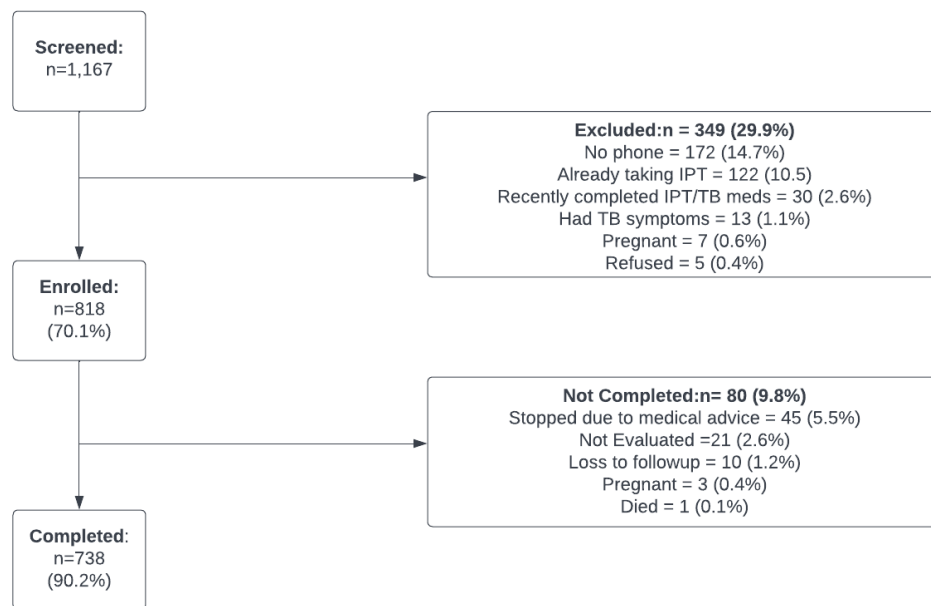 Screened:
n=1,167
Excluded:n = 349 (29.9%)
No phone = 172 (14.7%)
Already taking IPT = 122 (10.5)
Recently completed IPT/TB meds = 30 (2.6%)
Had TB symptoms = 13 (1.1%)
Pregnant = 7 (0.6%)
Refused = 5 (0.4%)
Enrolled:
n=818
(70.1%)
Not Completed:n= 80 (9.8%)
Stopped due to medical advice = 45 (5.5%)
Not Evaluated =21 (2.6%)
Loss to followup = 10 (1.2%)
Pregnant = 3 (0.4%)
Died = 1 (0.1%)
Completed:
n=738
(90.2%)